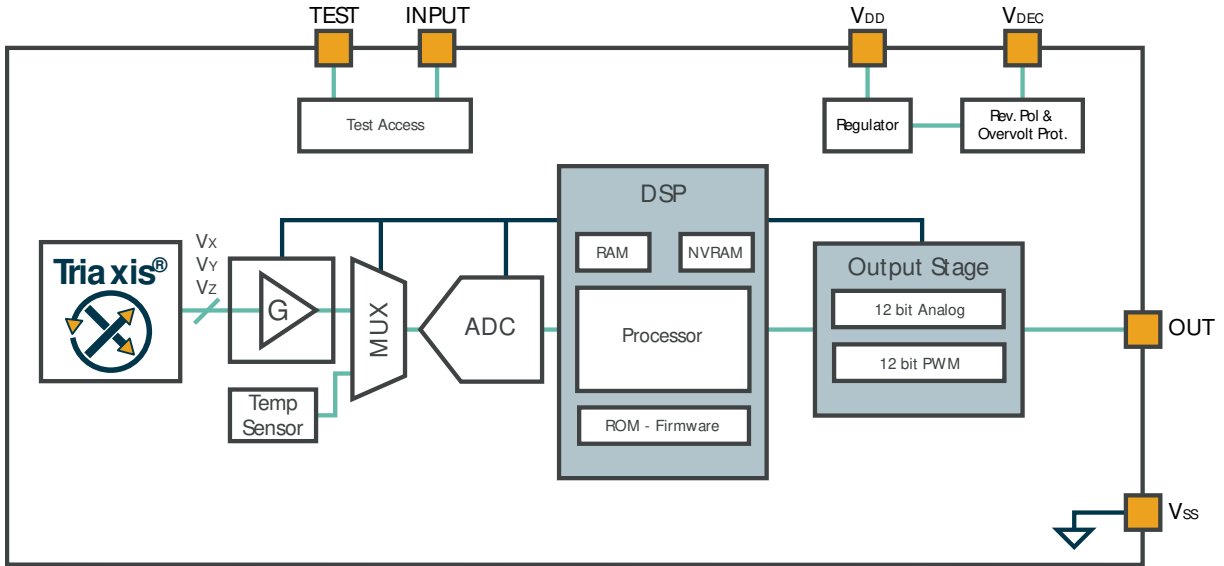 TEST
INPUT
VDD
VDEC
Test Access
Regulator
Rev. Pol &
Overvolt Prot.
DSP
RAM
NVRAM
Triaxis®
VX
VY
VZ
G
MUX
ADC
Processor
Output Stage
12 bit Analog
12 bit PWM
OUT
Temp
Sensor
ROM - Firmware
VSS